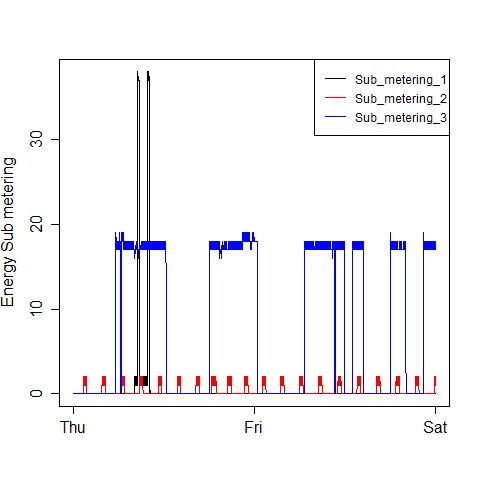 Sub_metering_1
Sub_metering_2
Sub_metering_3
Energy Sub metering
30
20
10
0
Thu Fri Sat